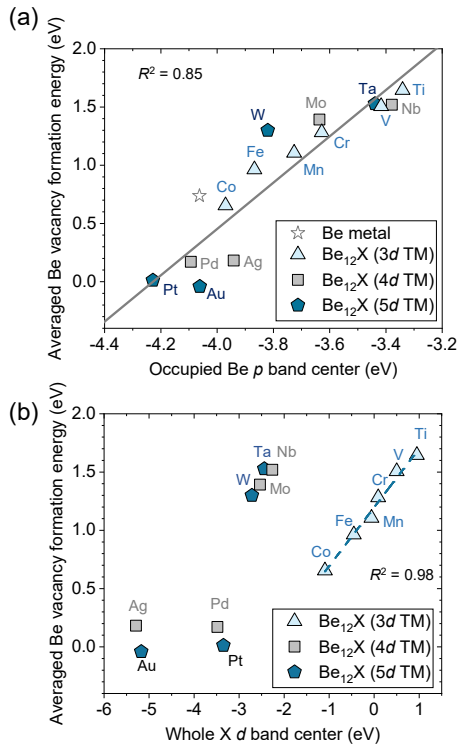 (a)
Averaged Be vacancy formation energy (eV)
2.0
1.5
1.0
0.5
0.0
R² = 0.85
Ti
Ta
Nb
V
Mo
W
Cr
Fe
Mn
Co
Pd
Ag
Pt
Au
Be metal
Be₁₂X (3d TM)
Be₁₂X (4d TM)
Be₁₂X (5d TM)
-4.4 -4.2 -4.0 -3.8 -3.6 -3.4 -3.2
Occupied Be p band center (eV)
(b)
Averaged Be vacancy formation energy (eV)
2.0
1.5
1.0
0.5
0.0
Ti
Ta Nb
V
W
Mo
Cr
Fe
Mn
Co
R² = 0.98
Ag
Pd
Au
Pt
Be₁₂X (3d TM)
Be₁₂X (4d TM)
Be₁₂X (5d TM)
-6 -5 -4 -3 -2 -1 0 1
Whole X d band center (eV)